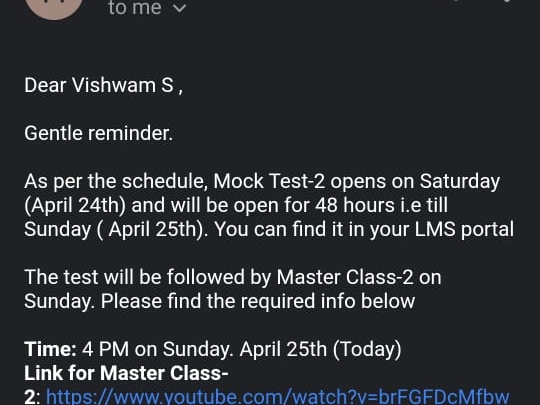 to me
Dear Vishwam S ,
Gentle reminder.
As per the schedule, Mock Test-2 opens on Saturday
(April 24th) and will be open for 48 hours i.e till
Sunday ( April 25th). You can find it in your LMS portal
The test will be followed by Master Class-2 on
Sunday. Please find the required info below
Time: 4 PM on Sunday. April 25th (Today)
Link for Master Class-
2: https://www.youtube.com/watch?v=brFGFDcMfbw